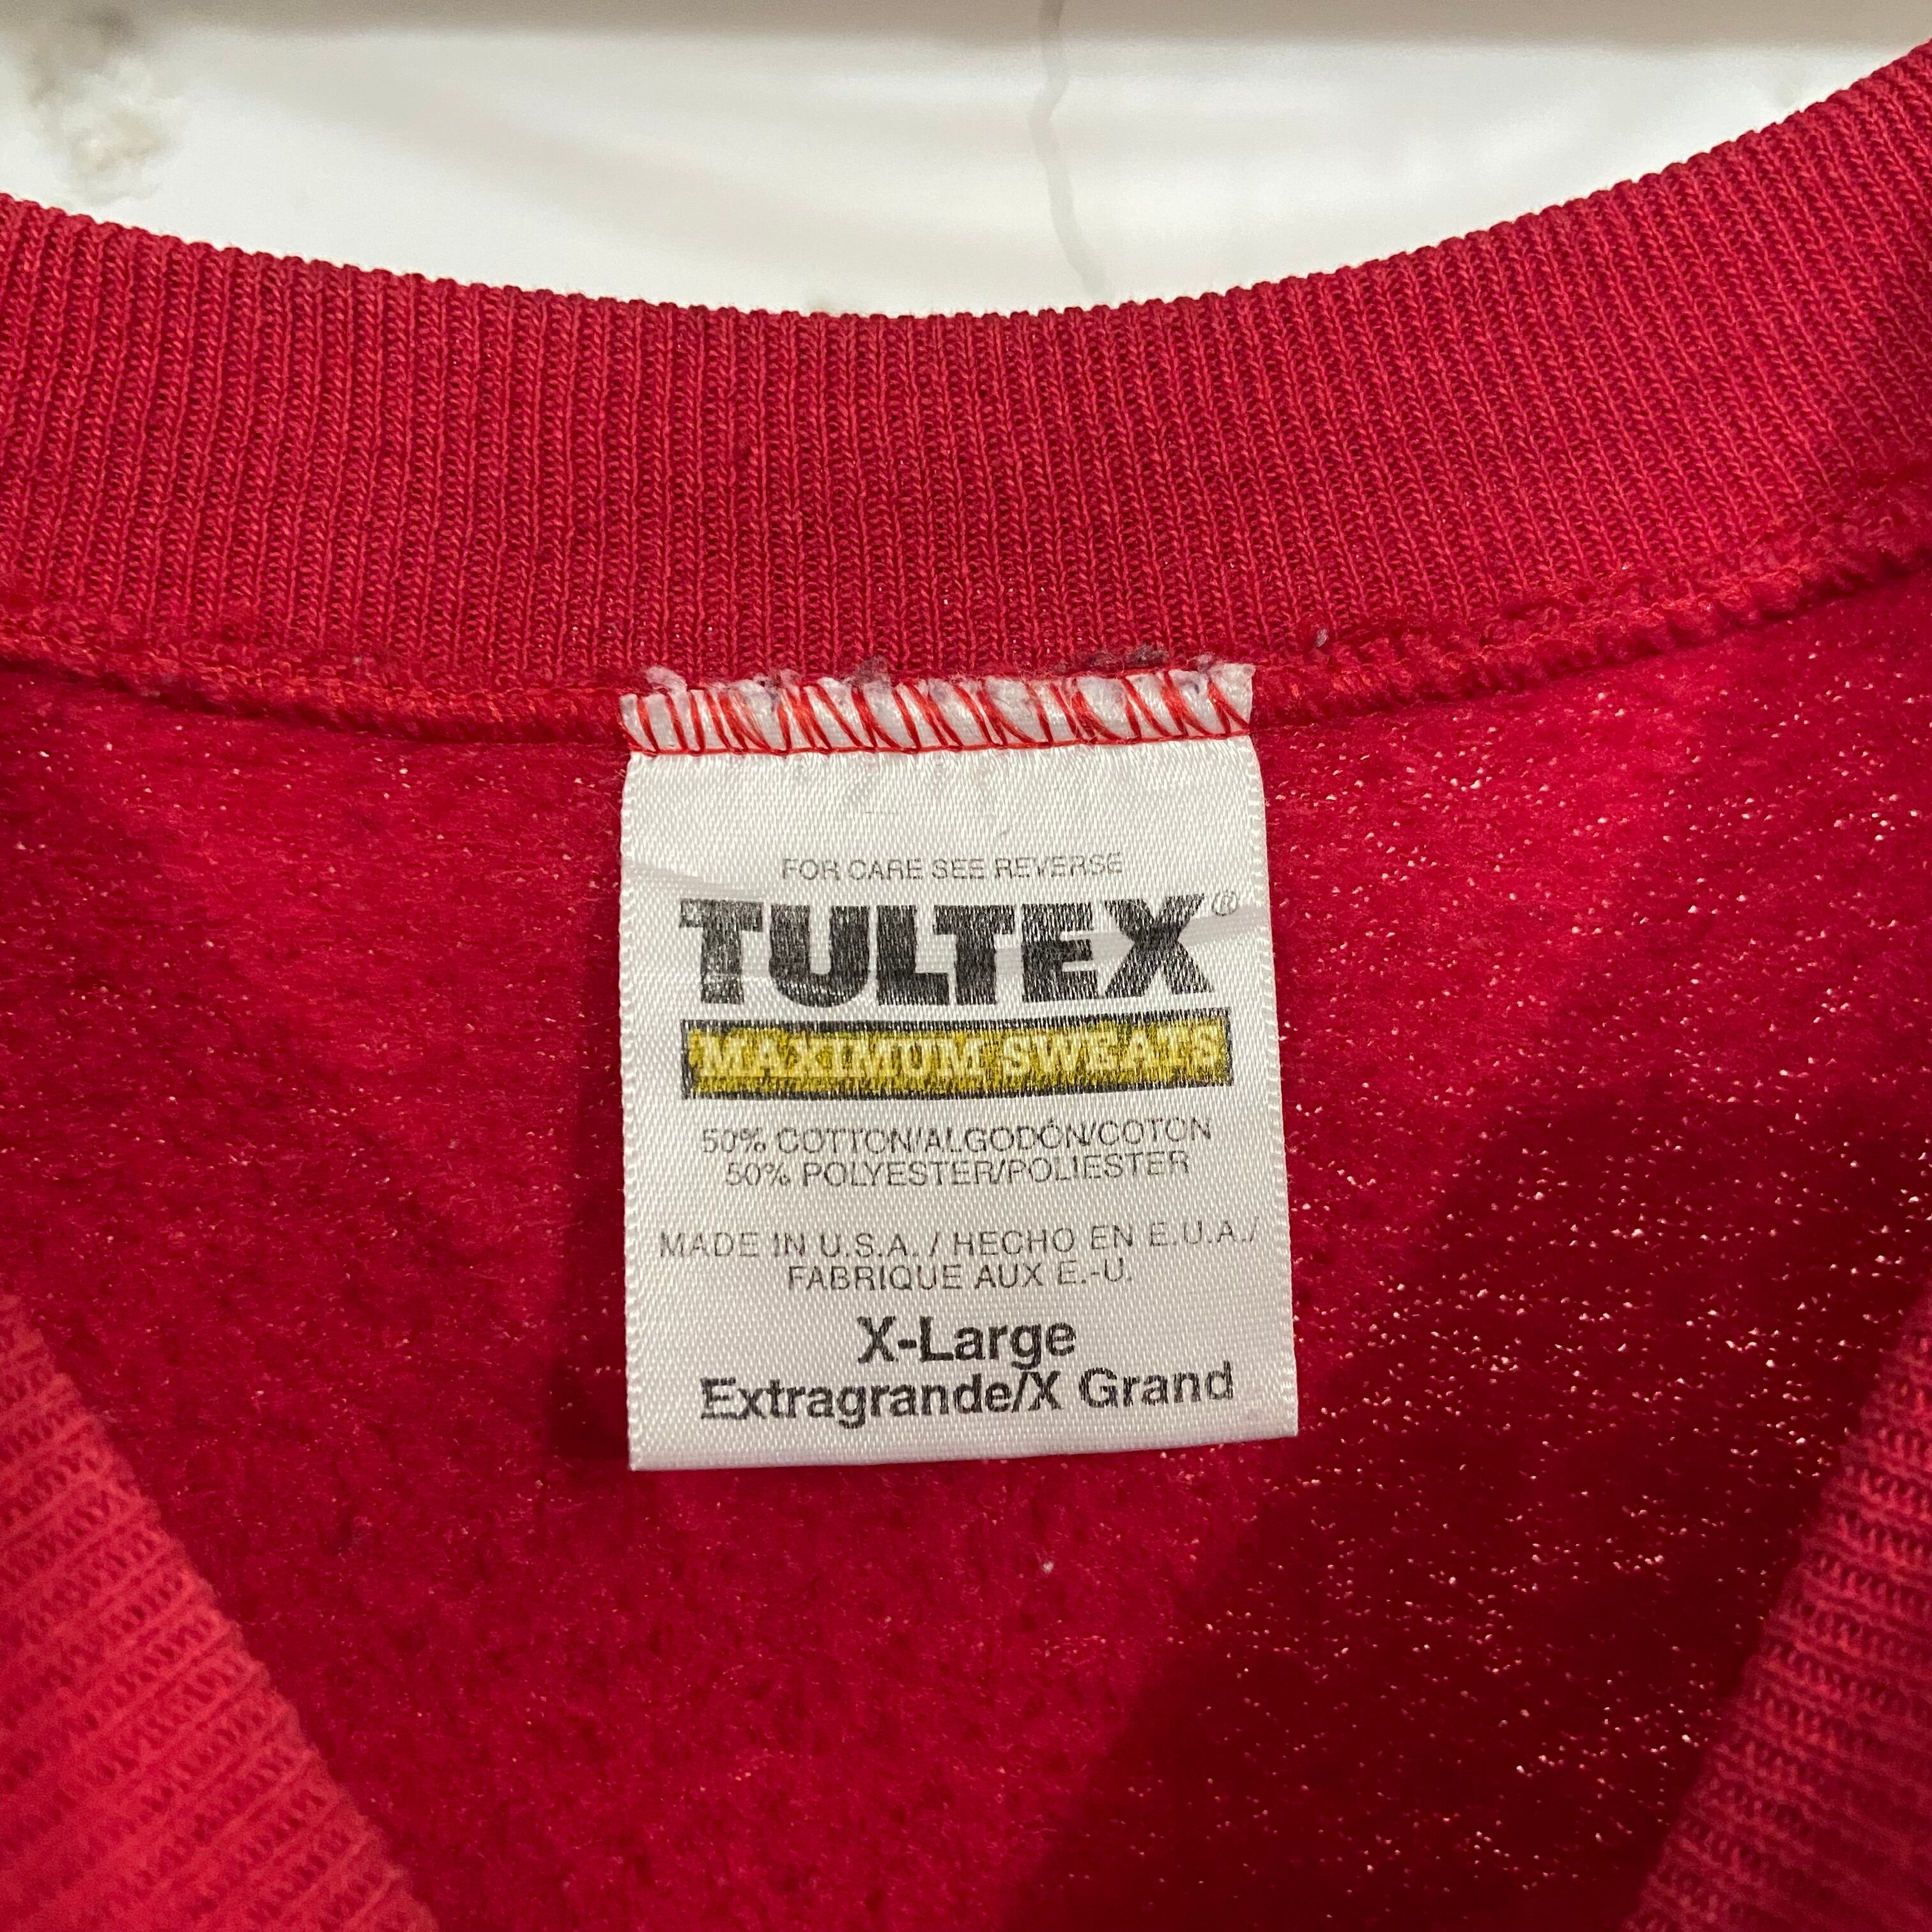 FOR CARE SEE REVERSE
TULTEX®
MAXIMUM SWEATS
50% COTTON/ALGODÓN/COTON
50% POLYESTER/POLIESTER
MADE IN U.S.A. / HECHO EN E.U.A./
FABRIQUE AUX E.-U.
X-Large
Extragrande/X Grand